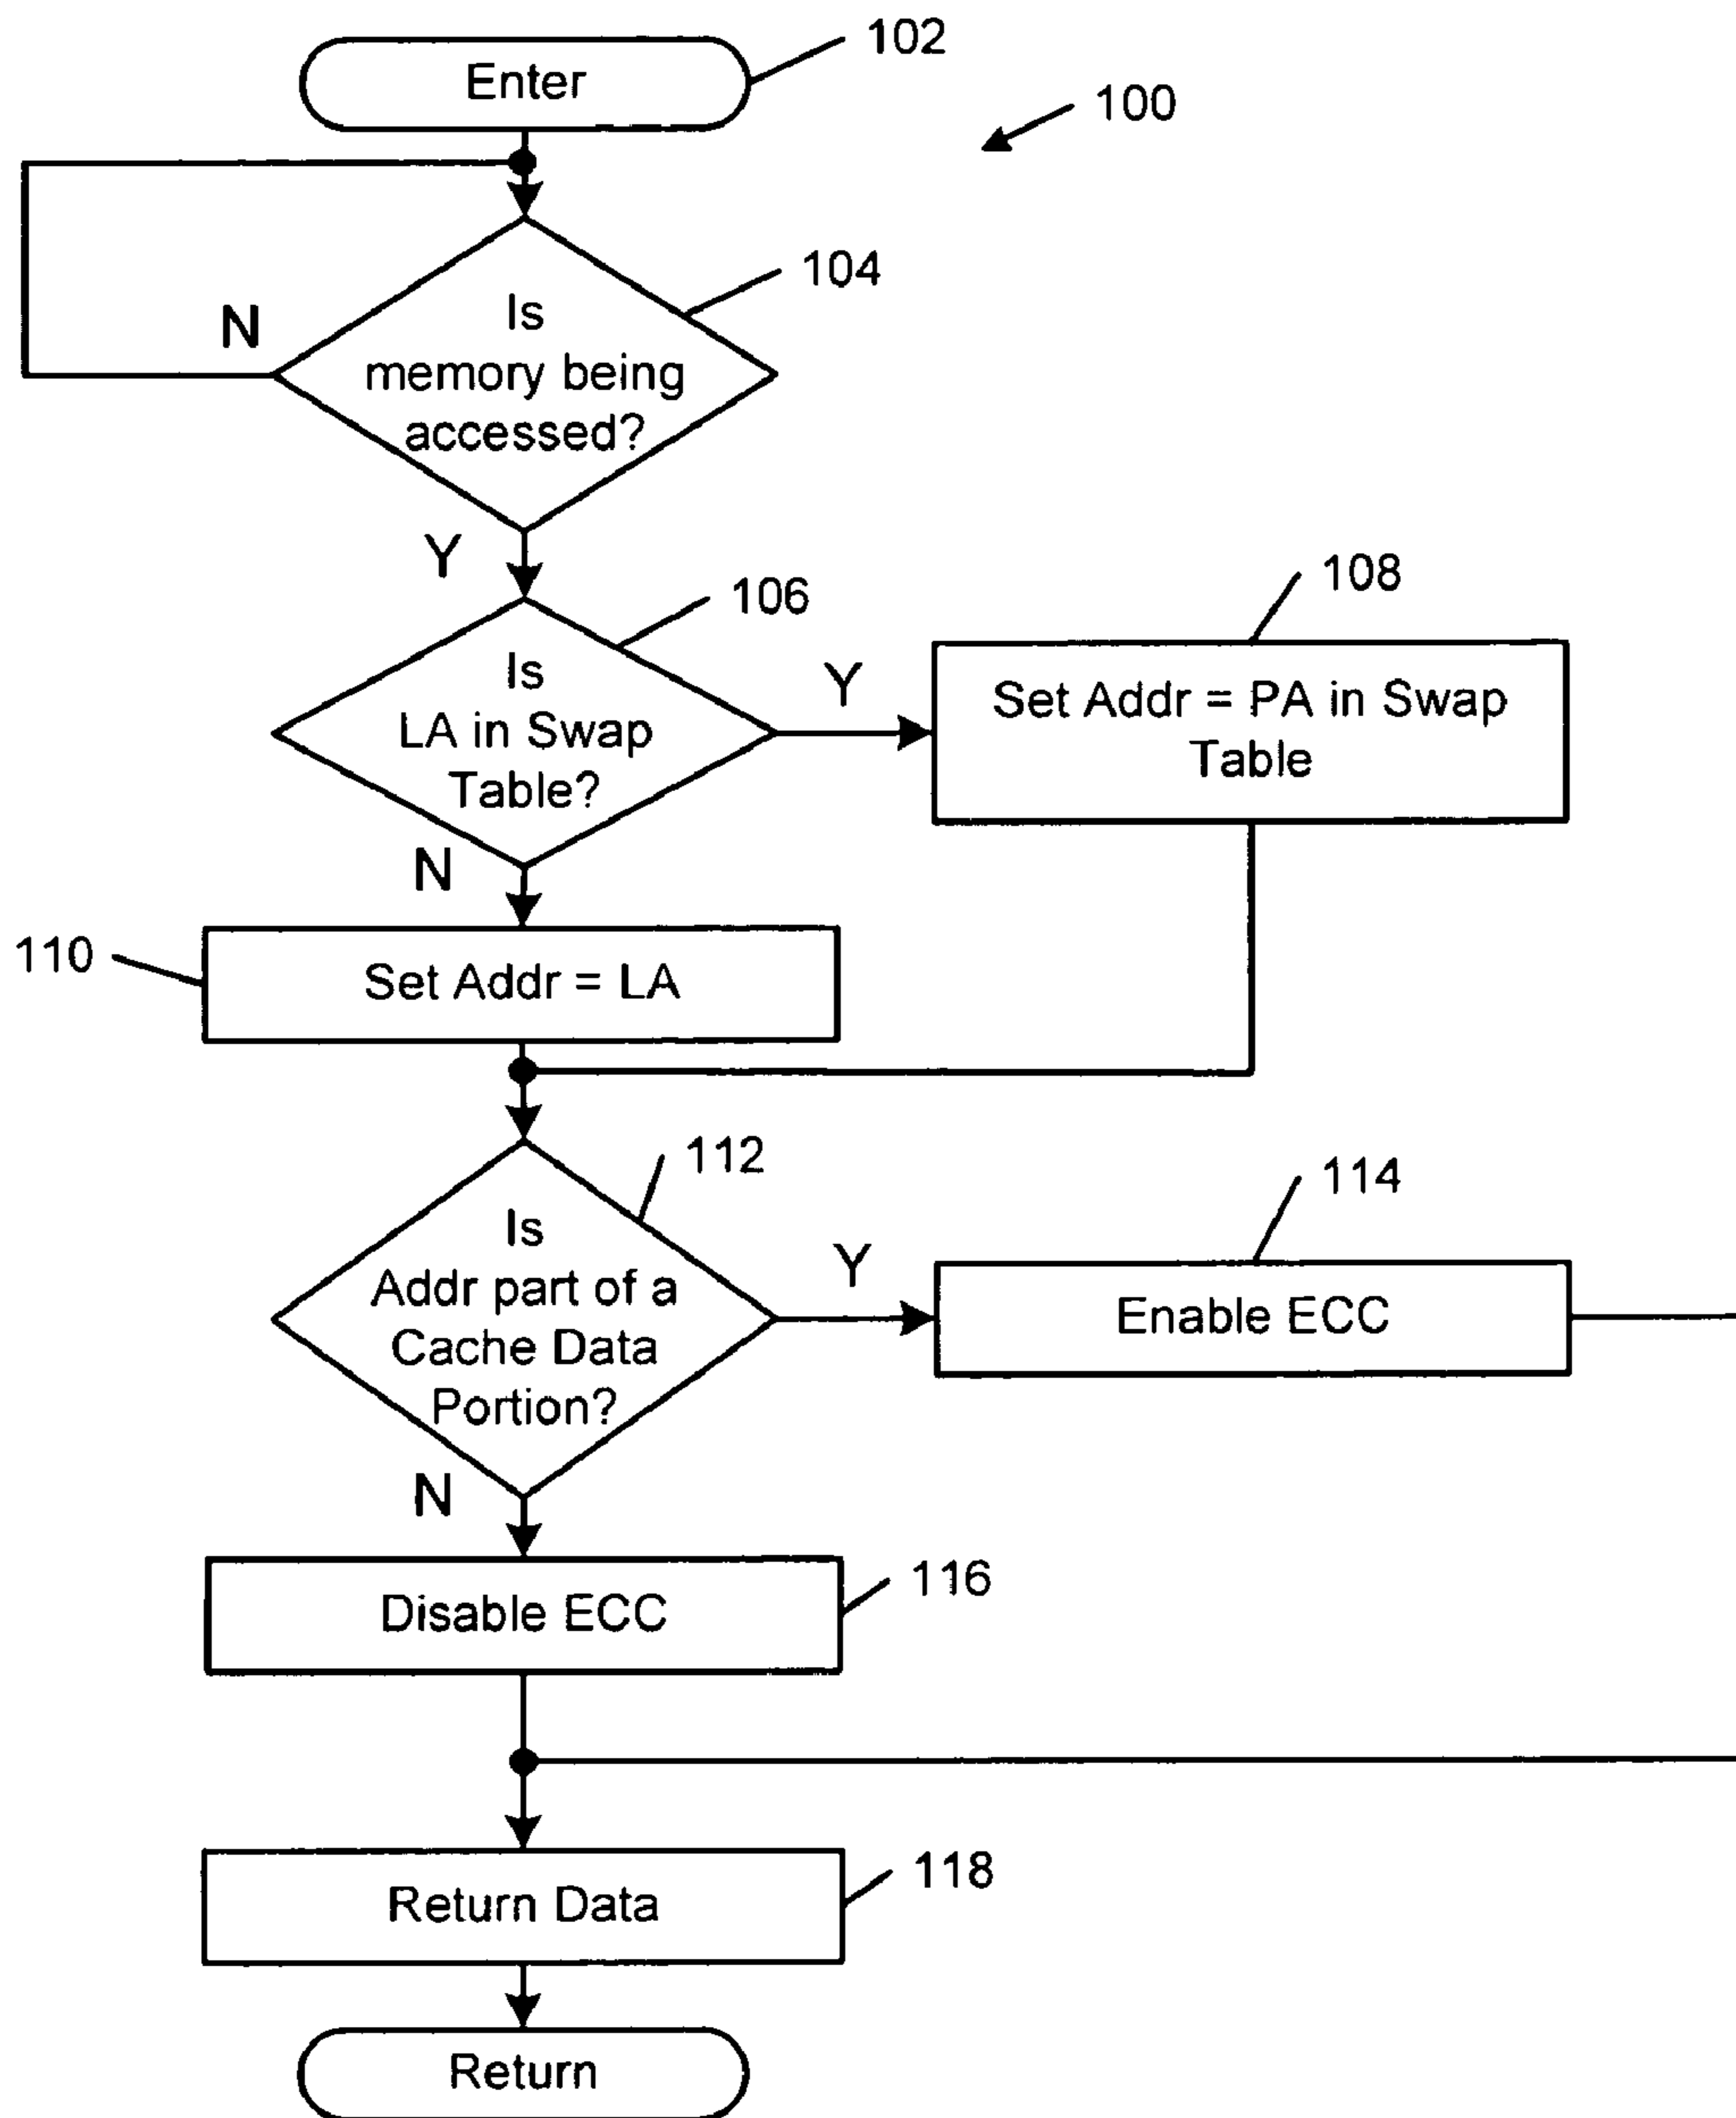 Enter
102
100
Is
memory being
accessed?
104
N
Y
Is
LA in Swap
Table?
106
Y
Set Addr = PA in Swap
Table
108
N
Set Addr = LA
110
Is
Addr part of a
Cache Data
Portion?
112
Y
Enable ECC
114
N
Disable ECC
116
Return Data
118
Return